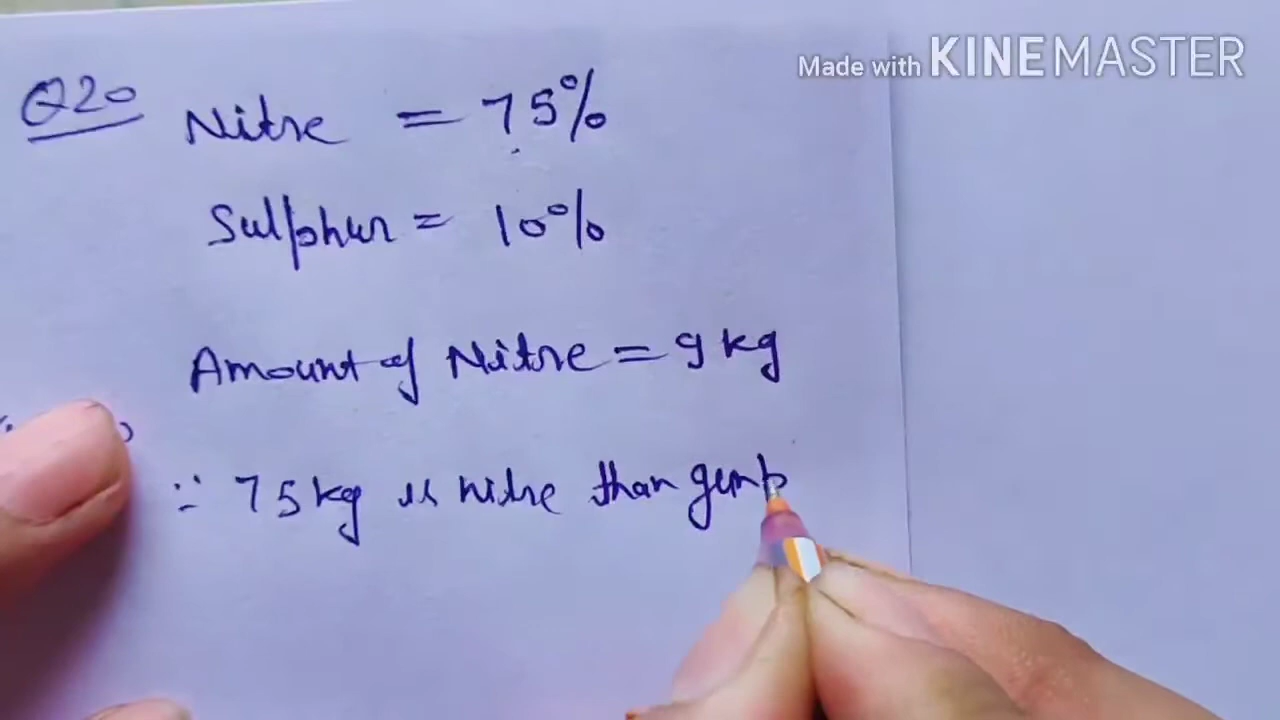 Made with KINEMASTER
Q20 Nitre = 75%
Sulphur = 10%
Amount of Nitre = 9 kg
∵ 75 kg is nitre than gunp